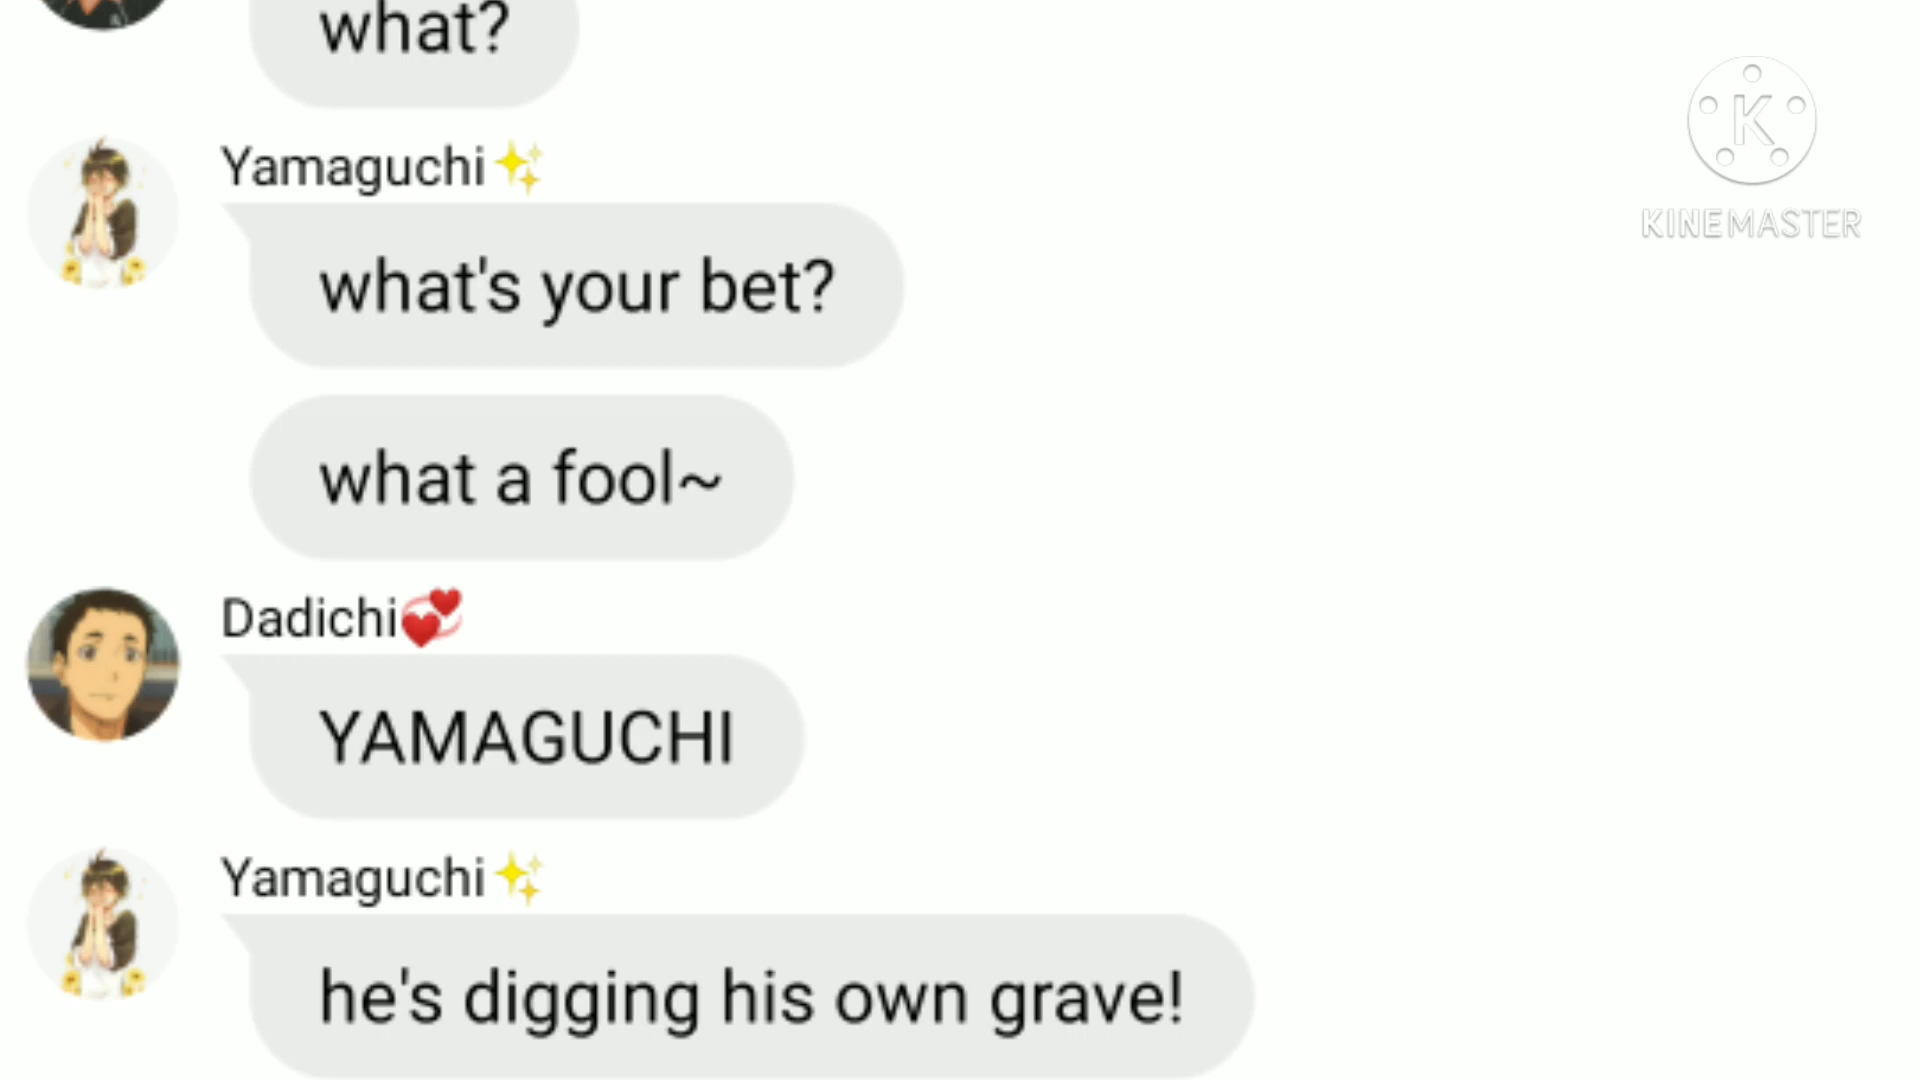 what?
Yamaguchi✨
what's your bet?
what a fool~
Dadichi💞
YAMAGUCHI
Yamaguchi✨
he's digging his own grave!
K
KINEMASTER